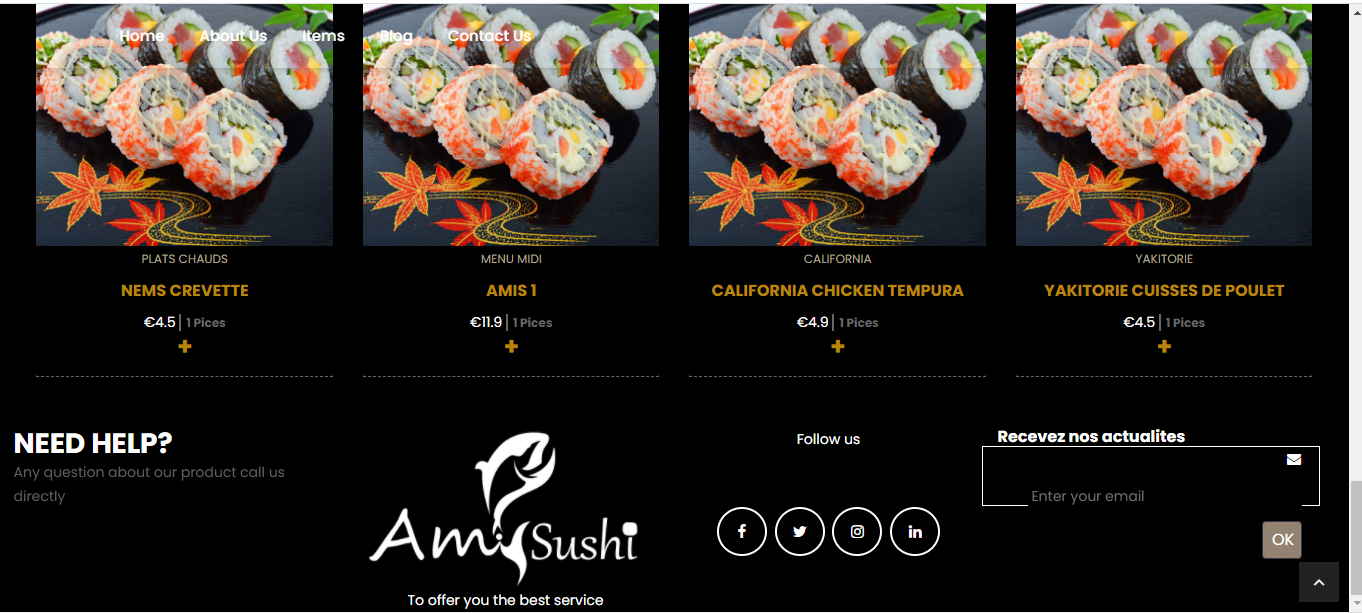 Home About Us Items Blog Contact Us
PLATS CHAUDS
NEMS CREVETTE
€4.5 | 1 Pices
MENU MIDI
AMIS 1
€11.9 | 1 Pices
CALIFORNIA
CALIFORNIA CHICKEN TEMPURA
€4.9 | 1 Pices
YAKITORIE
YAKITORIE CUISSES DE POULET
€4.5 | 1 Pices
NEED HELP?
Any question about our product call us
directly
Ami Sushi
To offer you the best service
Follow us
Recevez nos actualites
Enter your email
OK